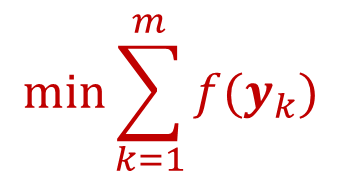 min ∑_{k=1}^{m} f(𝒚_k)